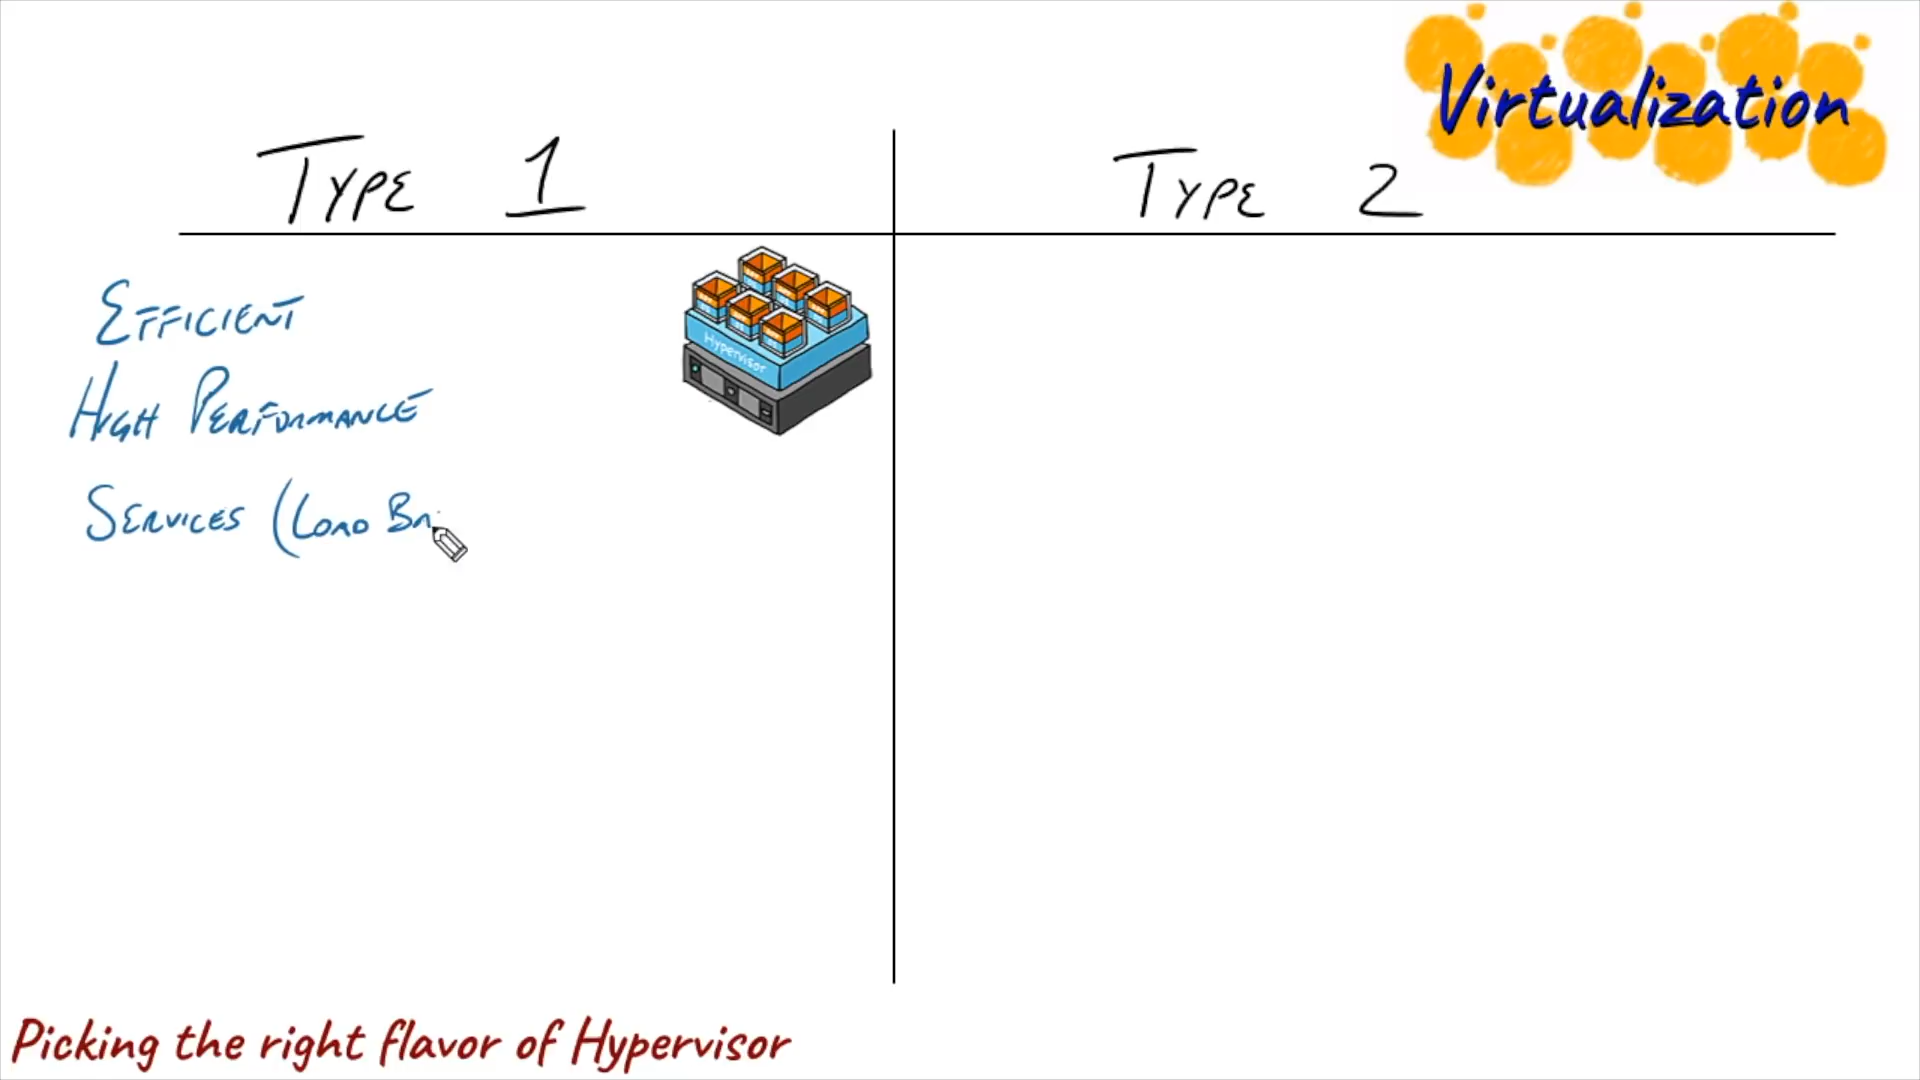 Virtualization
TYPE 1
TYPE 2
EFFICIENT
HIGH PERFORMANCE
SERVICES (LOAD BA
Hypervisor
Picking the right flavor of Hypervisor